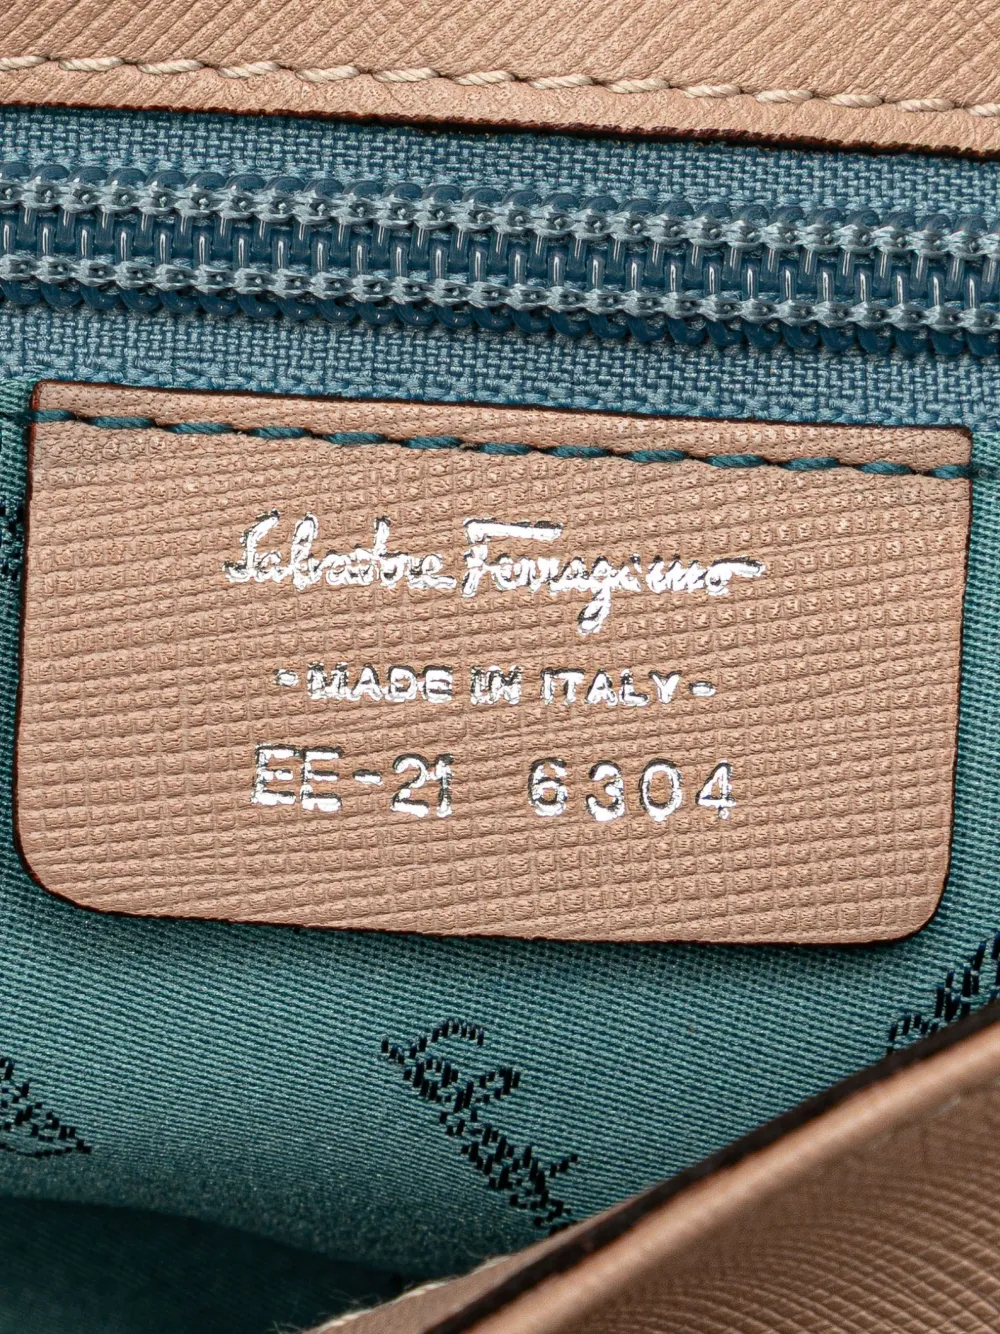 Salvatore Ferragamo
-MADE IN ITALY-
EE-21 6304